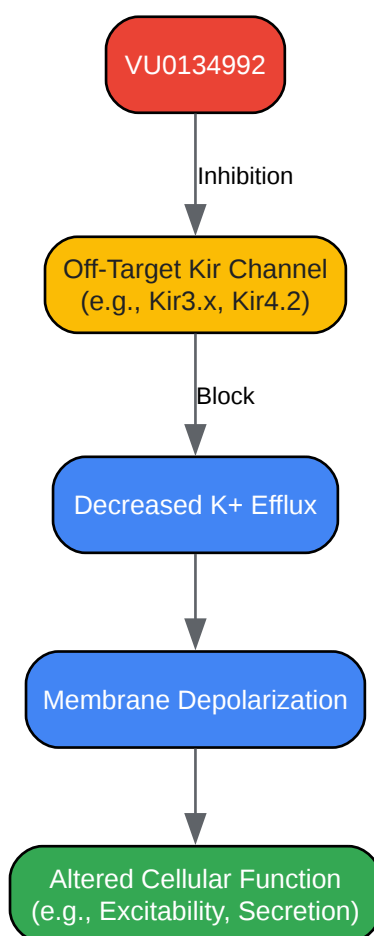 VU0134992
Inhibition
Off-Target Kir Channel
(e.g., Kir3.x, Kir4.2)
Block
Decreased K+ Efflux
Membrane Depolarization
Altered Cellular Function
(e.g., Excitability, Secretion)